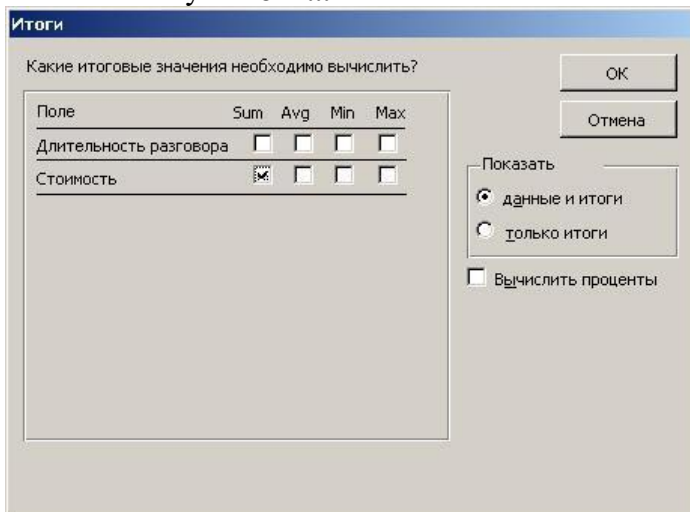 Итоги
Какие итоговые значения необходимо вычислить?
ОК
Отмена
Поле Sum Avg Min Max
Длительность разговора
Стоимость
Показать
данные и итоги
только итоги
Вычислить проценты